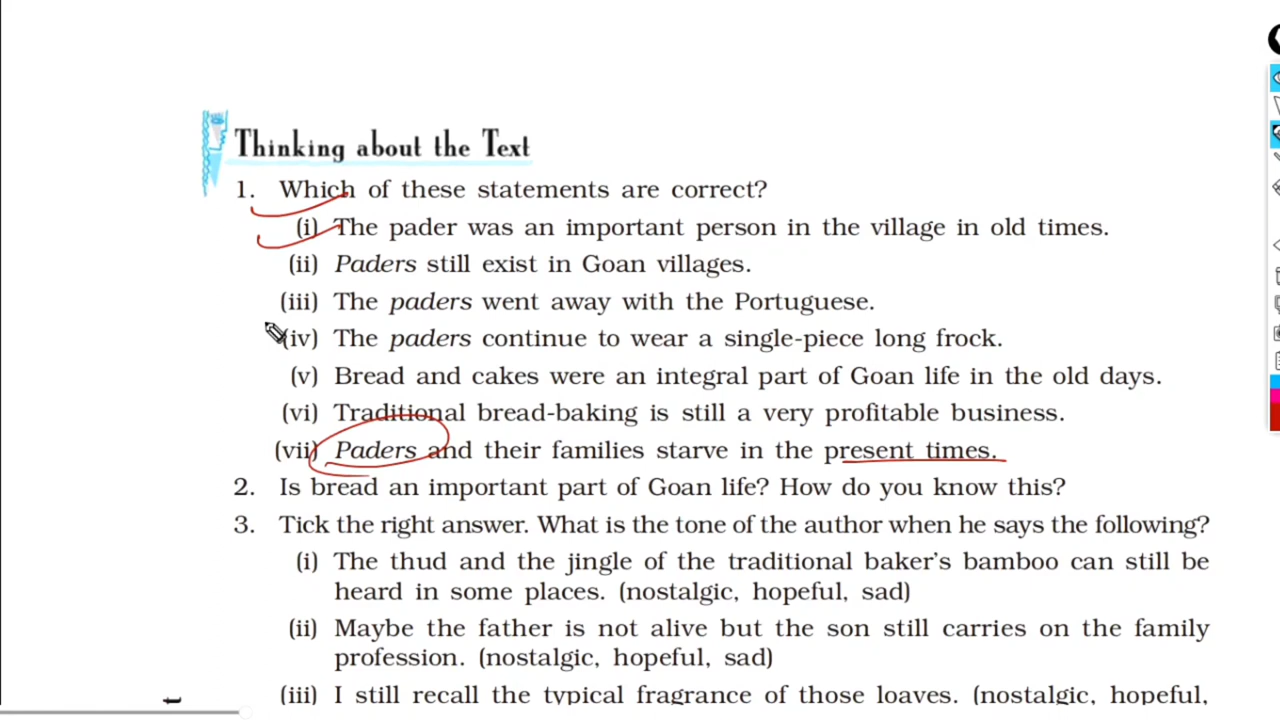 Thinking about the Text
1. Which of these statements are correct?
(i) The pader was an important person in the village in old times.
(ii) Paders still exist in Goan villages.
(iii) The paders went away with the Portuguese.
(iv) The paders continue to wear a single-piece long frock.
(v) Bread and cakes were an integral part of Goan life in the old days.
(vi) Traditional bread-baking is still a very profitable business.
(vii) Paders and their families starve in the present times.
2. Is bread an important part of Goan life? How do you know this?
3. Tick the right answer. What is the tone of the author when he says the following?
(i) The thud and the jingle of the traditional baker's bamboo can still be
heard in some places. (nostalgic, hopeful, sad)
(ii) Maybe the father is not alive but the son still carries on the family
profession. (nostalgic, hopeful, sad)
(iii) I still recall the typical fragrance of those loaves. (nostalgic, hopeful,